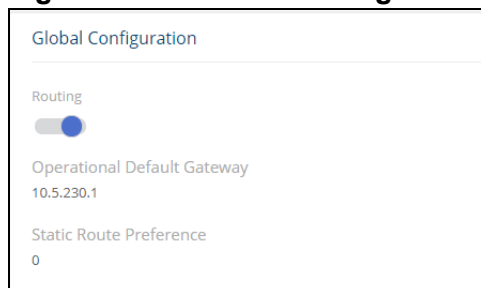 Global Configuration
Routing
Operational Default Gateway
10.5.230.1
Static Route Preference
0